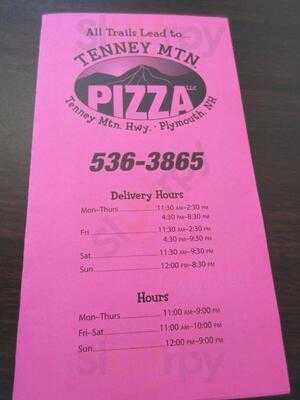 All Trails Lead to...
TENNEY MTN.
PIZZA LLC
Tenney Mtn. Hwy. · Plymouth, NH
536-3865
Delivery Hours
Mon–Thurs.................11:30 AM–2:30 PM
4:30 PM–8:30 PM
Fri...............................11:30 AM–2:30 PM
4:30 PM–9:30 PM
Sat..............................11:30 AM–9:30 PM
Sun.............................12:00 PM–8:30 PM
Hours
Mon–Thurs.................11:00 AM–9:00 PM
Fri–Sat.......................11:00 AM–10:00 PM
Sun.............................12:00 PM–9:00 PM